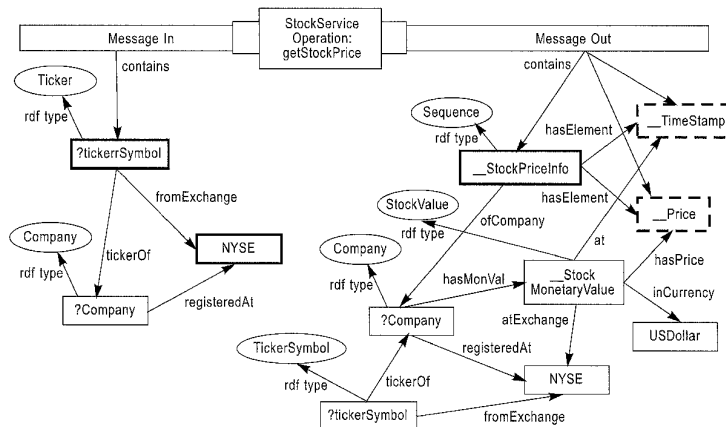 StockService
Operation:
getStockPrice
Message In
Message Out
contains
contains
Ticker
rdf type
?tickerrSymbol
fromExchange
tickerOf
Company
rdf type
NYSE
?Company
registeredAt
Sequence
rdf type
hasElement
__TimeStamp
__StockPriceInfo
hasElement
StockValue
rdf type
ofCompany
__Price
Company
rdf type
at
hasPrice
hasMonVal
__Stock
MonetaryValue
inCurrency
?Company
atExchange
USDollar
registeredAt
TickerSymbol
rdf type
tickerOf
NYSE
?tickerSymbol
fromExchange